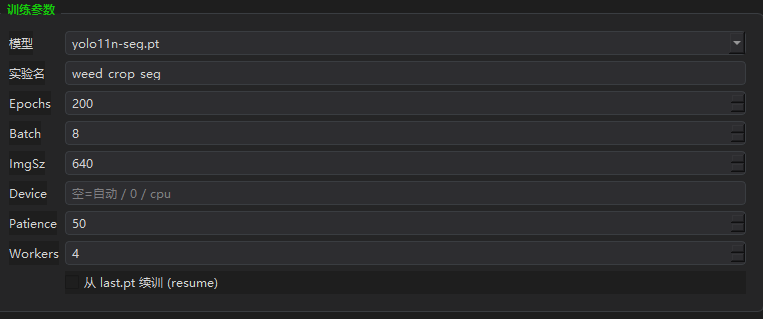 训练参数
模型 yolo11n-seg.pt
实验名 weed crop seg
Epochs 200
Batch 8
ImgSz 640
Device 空=自动 / 0 / cpu
Patience 50
Workers 4
从 last.pt 续训 (resume)